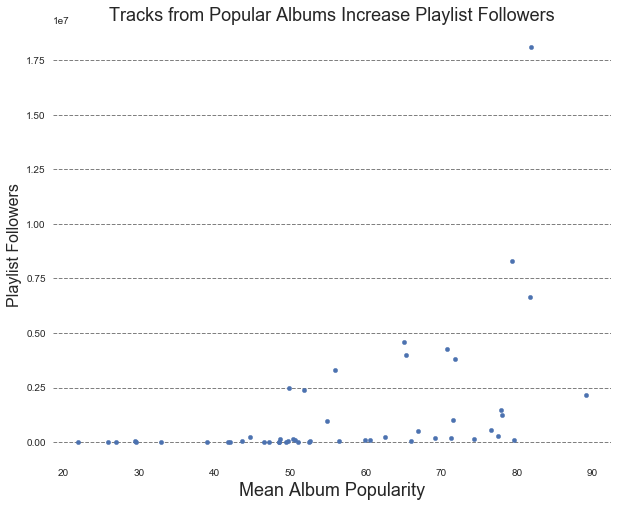 Tracks from Popular Albums Increase Playlist Followers
1e7
1.75
1.50
1.25
1.00
0.75
0.50
0.25
0.00
Playlist Followers
20 30 40 50 60 70 80 90
Mean Album Popularity